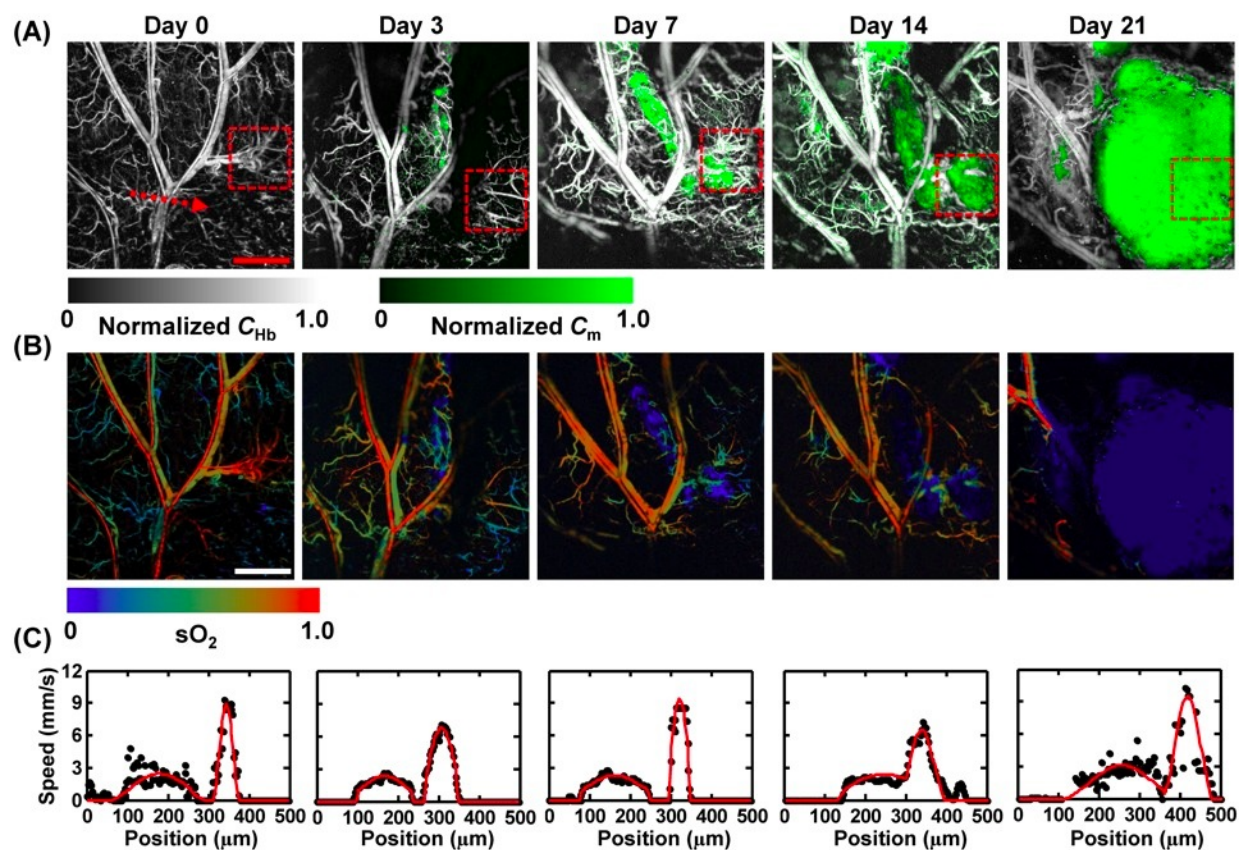 (A) Day 0 Day 3 Day 7 Day 14 Day 21
0 Normalized C_Hb 1.0 0 Normalized C_m 1.0
(B)
0 sO₂ 1.0
(C)
Speed (mm/s)
12
9
6
3
0
0 100 200 300 400 500 0 100 200 300 400 500 0 100 200 300 400 500 0 100 200 300 400 500 0 100 200 300 400 500
Position (μm) Position (μm) Position (μm) Position (μm) Position (μm)